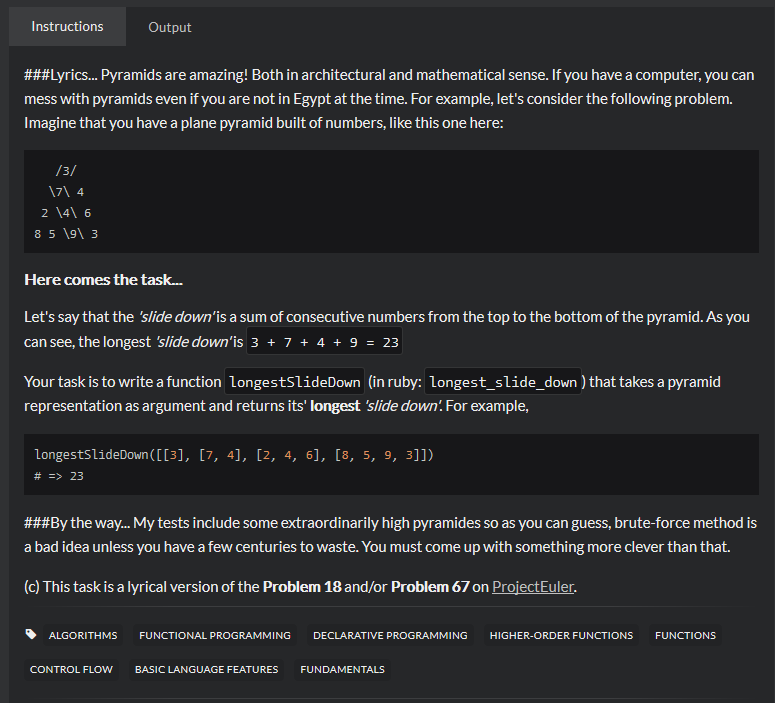 Instructions Output
###Lyrics... Pyramids are amazing! Both in architectural and mathematical sense. If you have a computer, you can
mess with pyramids even if you are not in Egypt at the time. For example, let's consider the following problem.
Imagine that you have a plane pyramid built of numbers, like this one here:
/3/
\7\ 4
2 \4\ 6
8 5 \9\ 3
Here comes the task...
Let's say that the 'slide down' is a sum of consecutive numbers from the top to the bottom of the pyramid. As you
can see, the longest 'slide down' is 3 + 7 + 4 + 9 = 23
Your task is to write a function longestSlideDown (in ruby: longest_slide_down) that takes a pyramid
representation as argument and returns its' longest 'slide down'. For example,
longestSlideDown([[3], [7, 4], [2, 4, 6], [8, 5, 9, 3]])
# => 23
###By the way... My tests include some extraordinarily high pyramides so as you can guess, brute-force method is
a bad idea unless you have a few centuries to waste. You must come up with something more clever than that.
(c) This task is a lyrical version of the Problem 18 and/or Problem 67 on ProjectEuler.
ALGORITHMS FUNCTIONAL PROGRAMMING DECLARATIVE PROGRAMMING HIGHER-ORDER FUNCTIONS FUNCTIONS
CONTROL FLOW BASIC LANGUAGE FEATURES FUNDAMENTALS